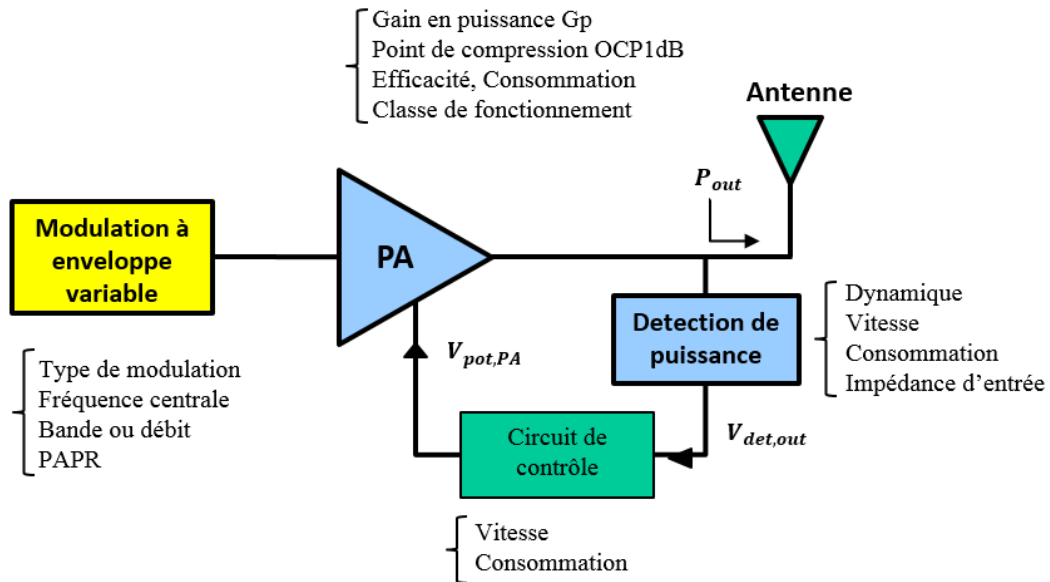 Gain en puissance Gp
Point de compression OCP1dB
Efficacité, Consommation
Classe de fonctionnement
Antenne
P_out
Modulation à
enveloppe
variable
PA
Detection de
puissance
Dynamique
Vitesse
Consommation
Impédance d'entrée
V_pot,PA
Type de modulation
Fréquence centrale
Bande ou débit
PAPR
Circuit de
contrôle
V_det,out
Vitesse
Consommation